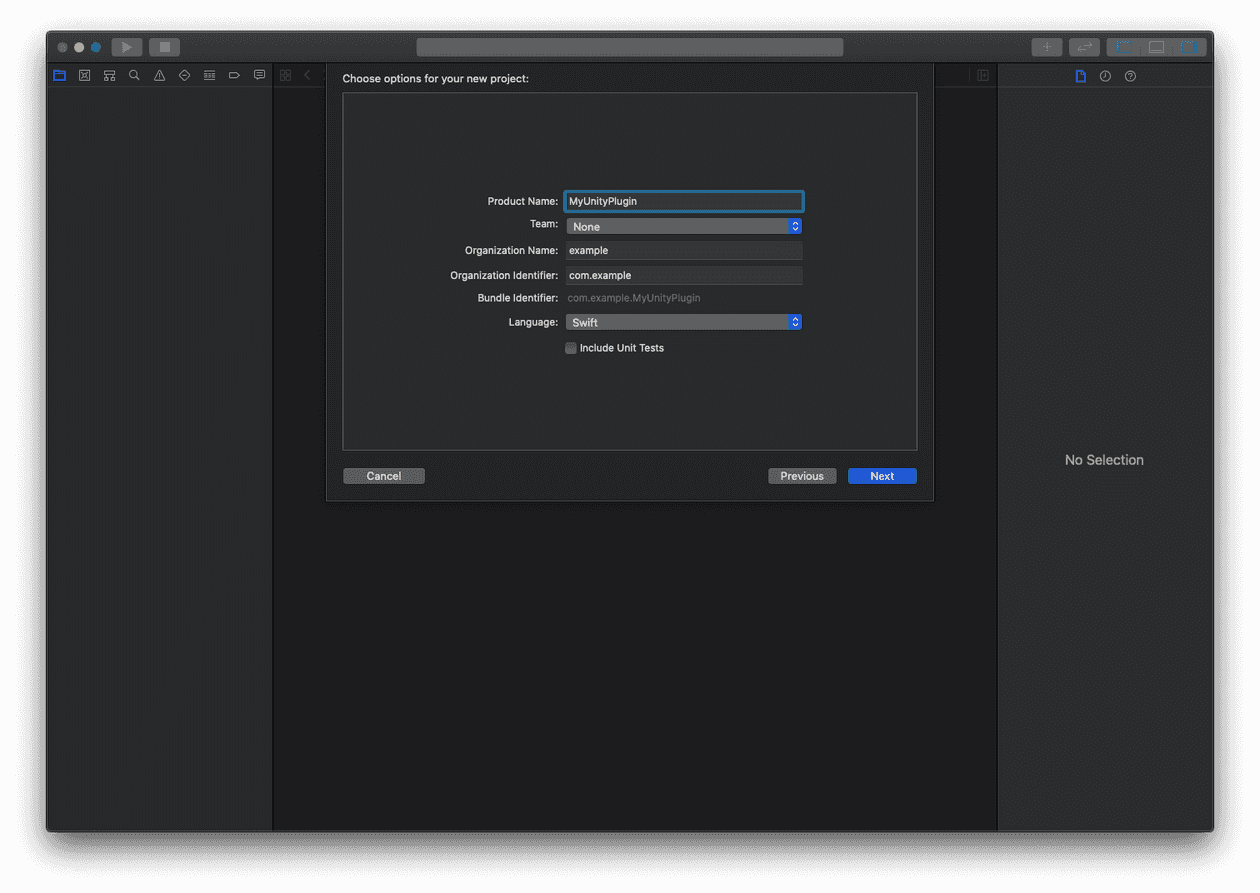 Choose options for your new project:
Product Name: MyUnityPlugin
Team: None
Organization Name: example
Organization Identifier: com.example
Bundle Identifier: com.example.MyUnityPlugin
Language: Swift
Include Unit Tests
No Selection
Cancel Previous Next